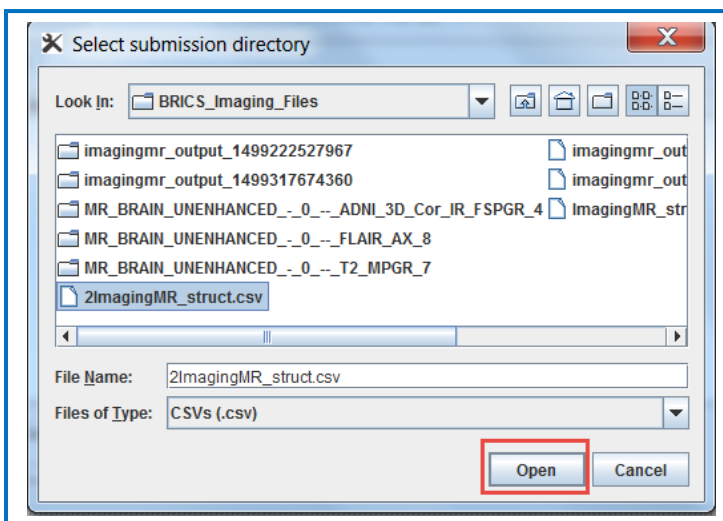 Select submission directory
Look In: BRICS_Imaging_Files
imagingmr_output_1499222527967 imagingmr_out
imagingmr_output_1499317674360 imagingmr_out
MR_BRAIN_UNENHANCED_-_0_--_ADNI_3D_Cor_IR_FSPGR_4 ImagingMR_str
MR_BRAIN_UNENHANCED_-_0_--_FLAIR_AX_8
MR_BRAIN_UNENHANCED_-_0_--_T2_MPGR_7
2ImagingMR_struct.csv
File Name: 2ImagingMR_struct.csv
Files of Type: CSVs (.csv)
Open Cancel